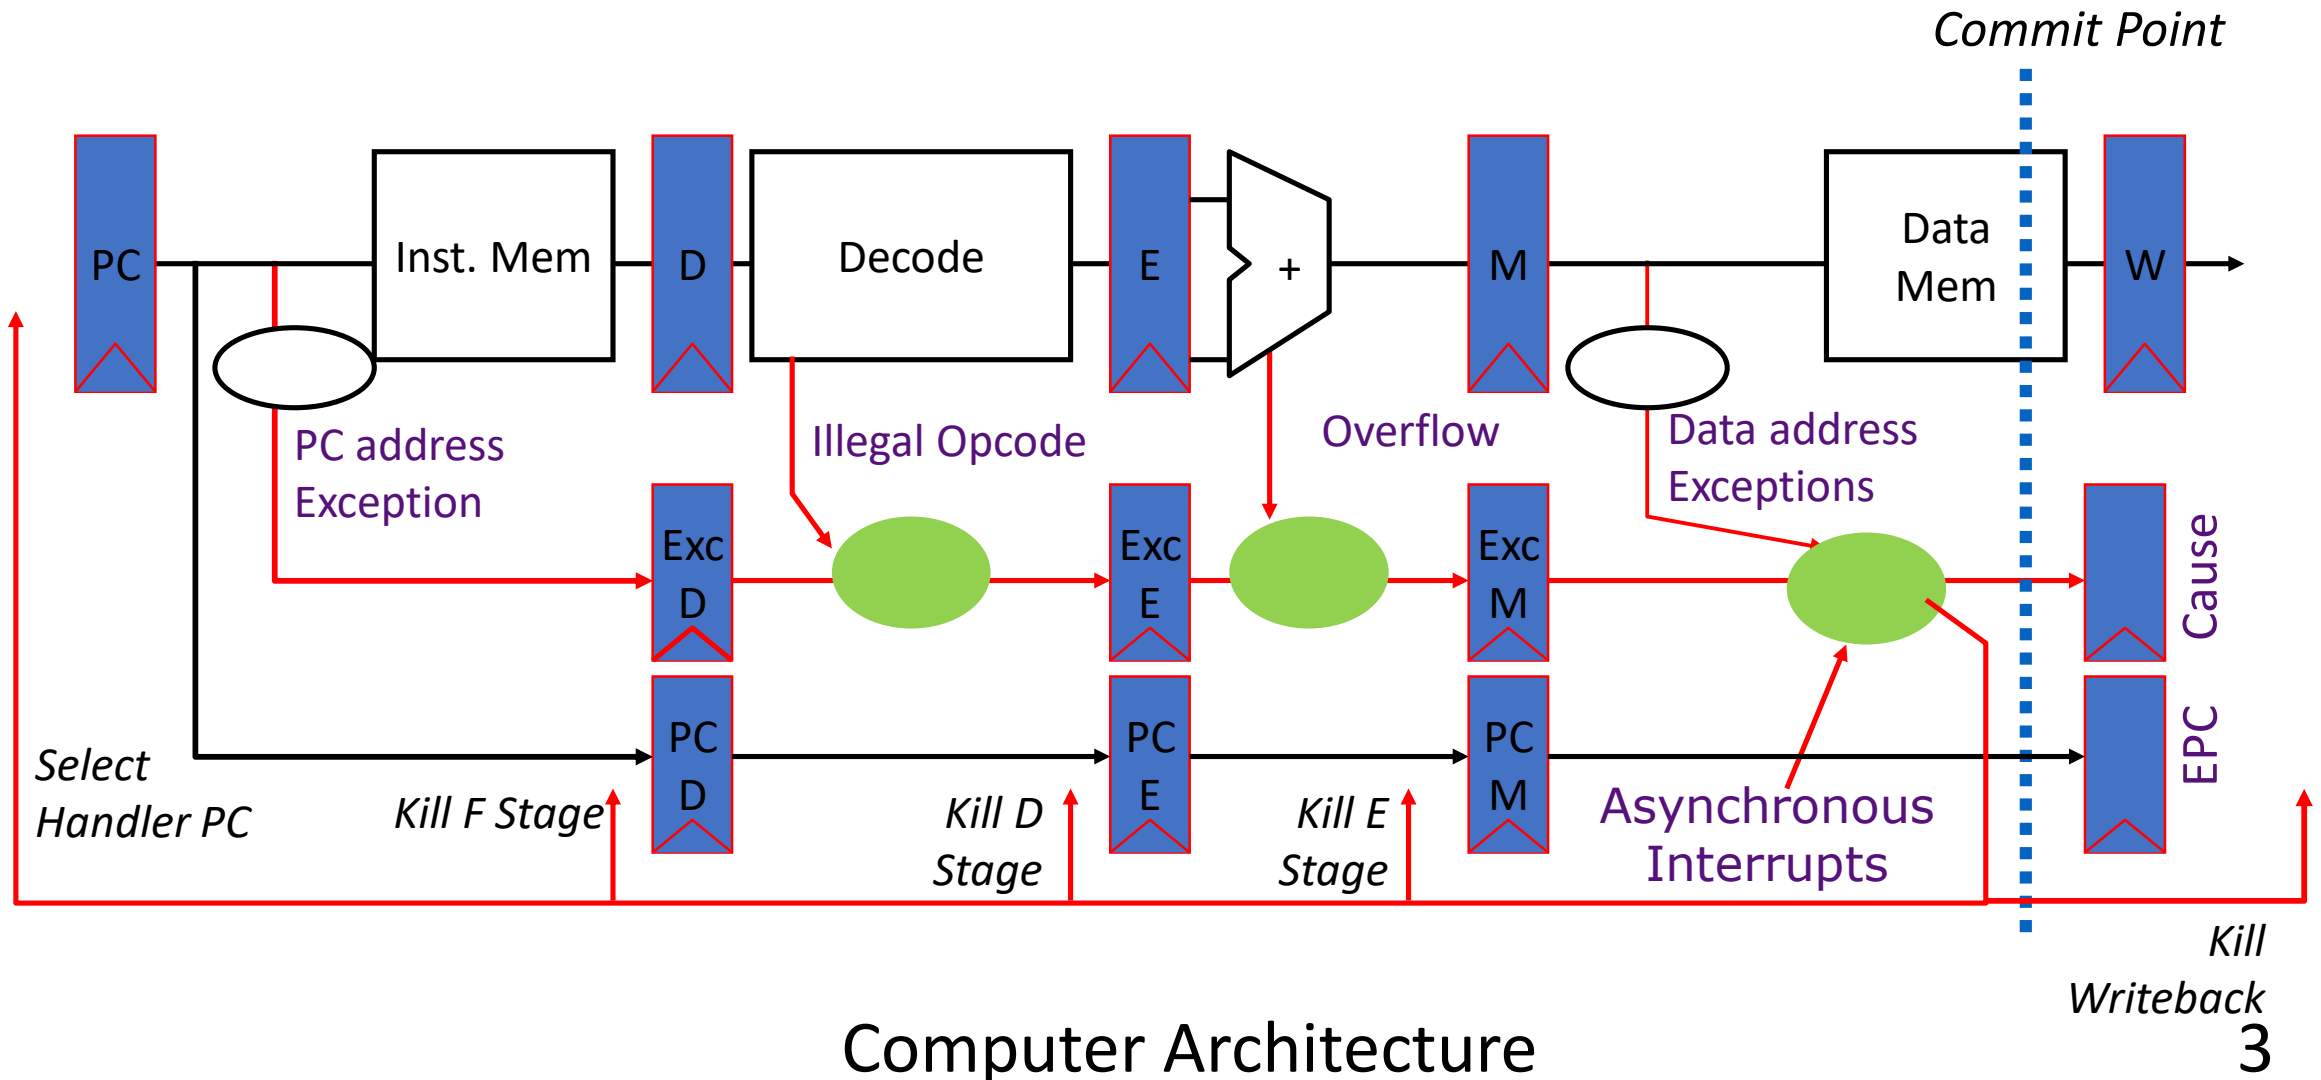 Commit Point
PC
Inst. Mem
D
Decode
E
+
M
Data
Mem
W
PC address
Exception
Illegal Opcode
Overflow
Data address
Exceptions
Exc
D
Exc
E
Exc
M
Cause
PC
D
PC
E
PC
M
EPC
Select
Handler PC
Kill F Stage
Kill D
Stage
Kill E
Stage
Asynchronous
Interrupts
Kill
Writeback
Computer Architecture
3